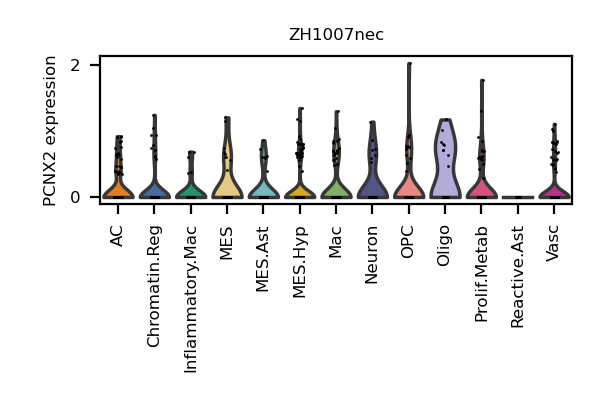 ZH1007nec
PCNX2 expression
2
0
AC
Chromatin.Reg
Inflammatory.Mac
MES
MES.Ast
MES.Hyp
Mac
Neuron
OPC
Oligo
Prolif.Metab
Reactive.Ast
Vasc